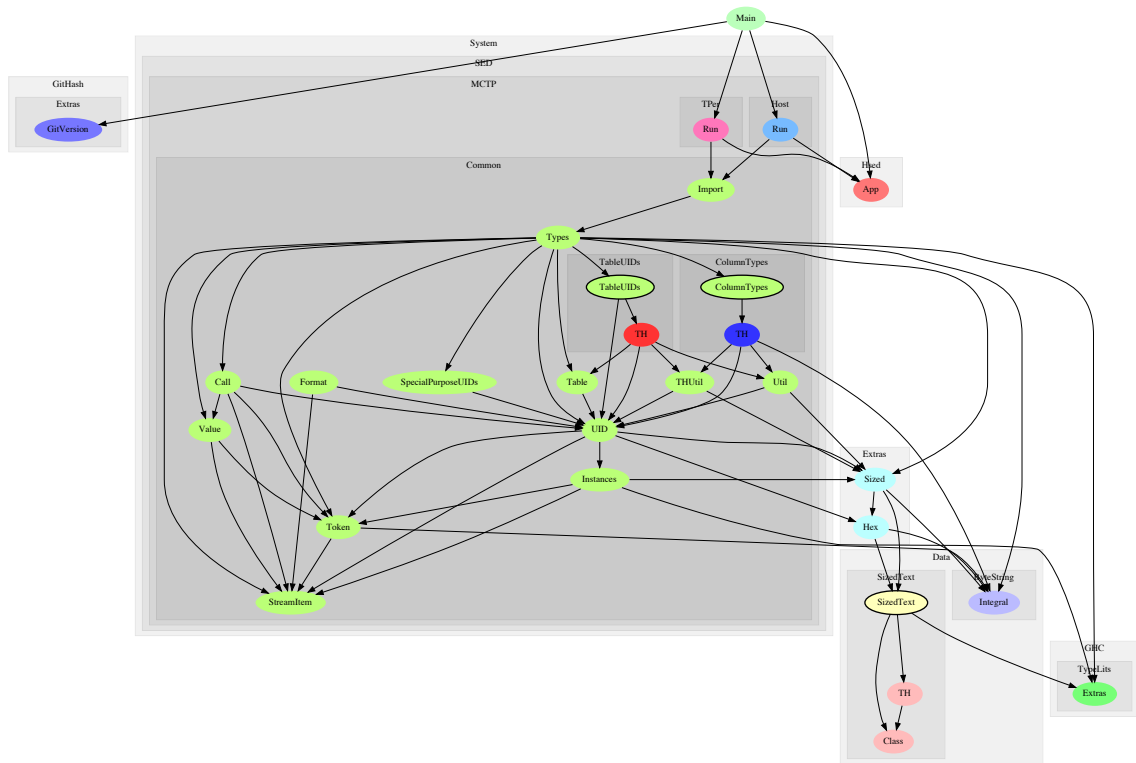 Main
System
SED
GitHash
MCTP
Extras
TPer
Host
GitVersion
Run
Run
Common
Hsed
Import
App
Types
TableUIDs
ColumnTypes
TableUIDs
ColumnTypes
TH
TH
Call
Format
SpecialPurposeUIDs
Table
THUtil
Util
Value
UID
Extras
Instances
Sized
Token
Hex
Data
SizedText
ByteString
StreamItem
SizedText
Integral
GHC
TypeLits
TH
Extras
Class